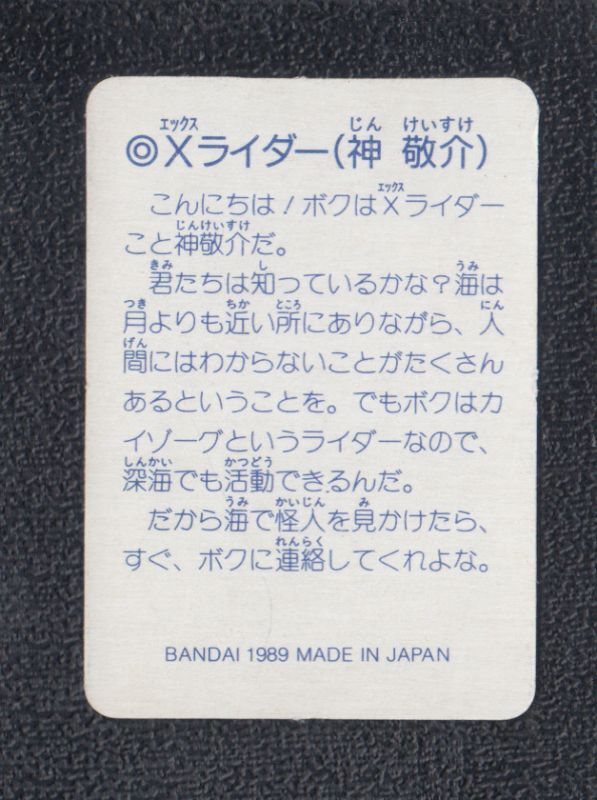 ◎Xライダー(神 敬介)
こんにちは!ボクはXライダー
こと神敬介だ。
君たちは知っているかな?海は
月よりも近い所にありながら、人
間にはわからないことがたくさん
あるということを。でもボクはカ
イゾーグというライダーなので、
深海でも活動できるんだ。
だから海で怪人を見かけたら、
すぐ、ボクに連絡してくれよな。
BANDAI 1989 MADE IN JAPAN